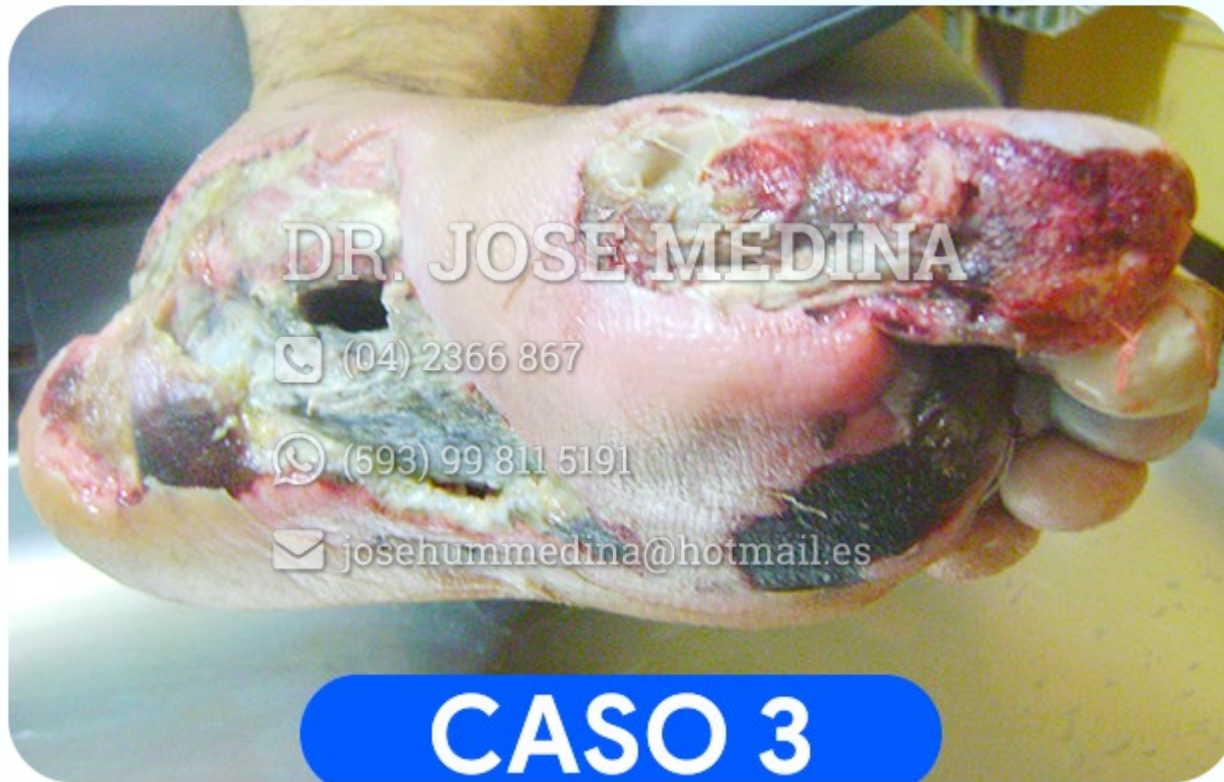 DR. JOSÉ MÉDINA
(04) 2366 867
(593) 99 811 5191
josehummedina@hotmail.es
CASO 3